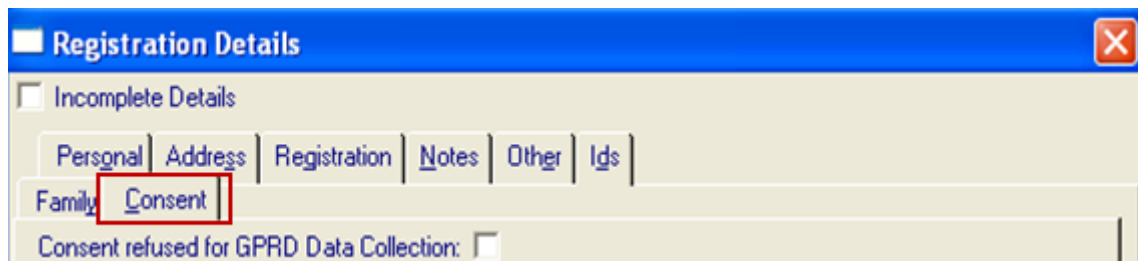 Registration Details
Incomplete Details
Personal Address Registration Notes Other Ids
Family Consent
Consent refused for GPRD Data Collection: